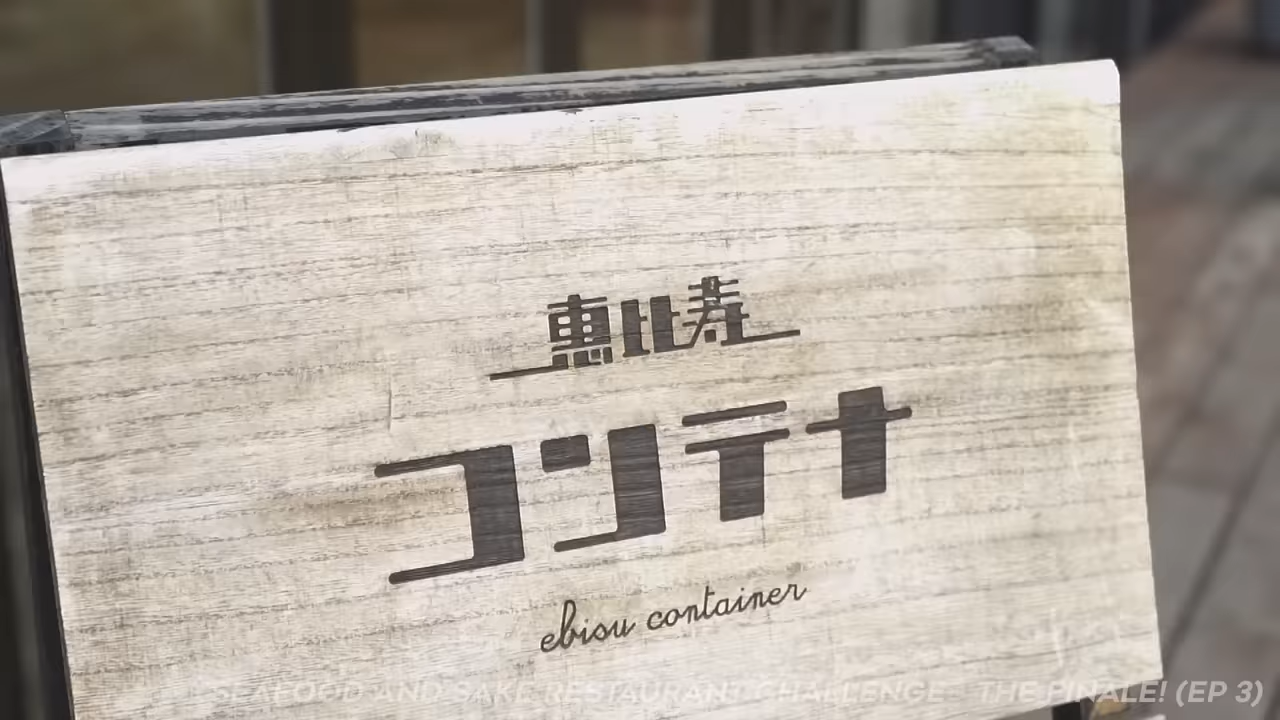 恵比寿
コンテナ
ebisu container
SEAFOOD AND SAKE RESTAURANT CHALLENGE - THE FINALE! (EP 3)